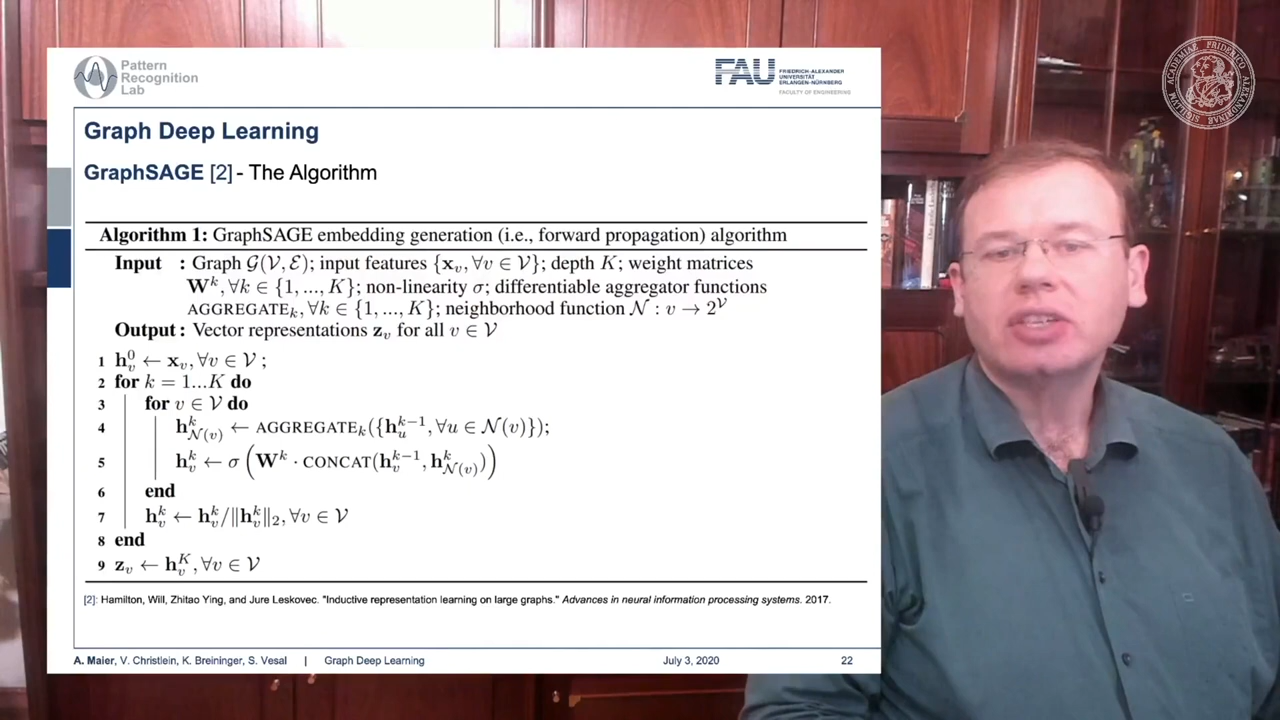 Pattern
Recognition
Lab
FAU FRIEDRICH-ALEXANDER
UNIVERSITÄT
ERLANGEN-NÜRNBERG
FACULTY OF ENGINEERING
Graph Deep Learning
GraphSAGE [2] - The Algorithm
Algorithm 1: GraphSAGE embedding generation (i.e., forward propagation) algorithm
Input : Graph 𝒢(𝒱, ℰ); input features {x_v, ∀v ∈ 𝒱}; depth K; weight matrices
W^k, ∀k ∈ {1, ..., K}; non-linearity σ; differentiable aggregator functions
AGGREGATE_k, ∀k ∈ {1, ..., K}; neighborhood function 𝒩 : v → 2^𝒱
Output : Vector representations z_v for all v ∈ 𝒱
1 h_v^0 ← x_v, ∀v ∈ 𝒱 ;
2 for k = 1...K do
3 for v ∈ 𝒱 do
4 h_{𝒩(v)}^k ← AGGREGATE_k({h_u^{k-1}, ∀u ∈ 𝒩(v)});
5 h_v^k ← σ (W^k · CONCAT(h_v^{k-1}, h_{𝒩(v)}^k))
6 end
7 h_v^k ← h_v^k/‖h_v^k‖_2, ∀v ∈ 𝒱
8 end
9 z_v ← h_v^K, ∀v ∈ 𝒱
[2]: Hamilton, Will, Zhitao Ying, and Jure Leskovec. "Inductive representation learning on large graphs." Advances in neural information processing systems. 2017.
A. Maier, V. Christlein, K. Breininger, S. Vesal | Graph Deep Learning July 3, 2020 22